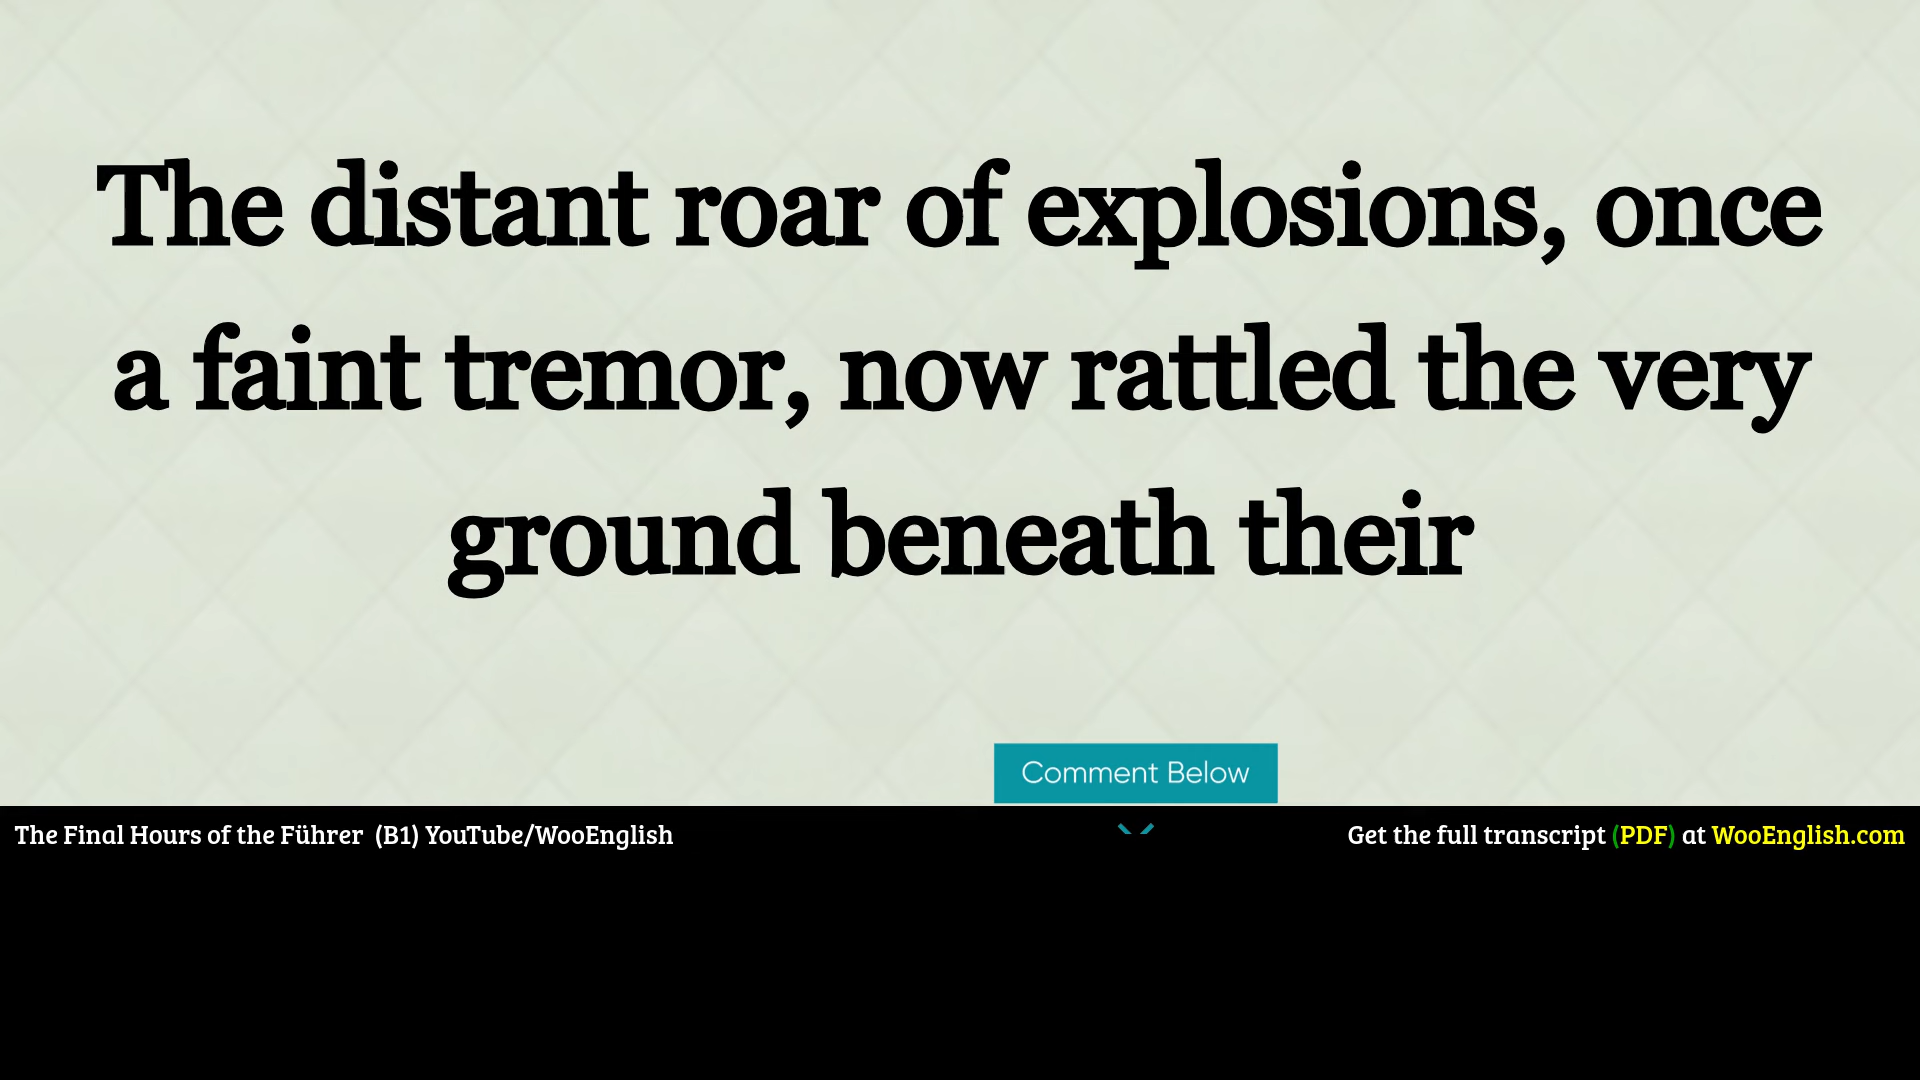 The distant roar of explosions, once
a faint tremor, now rattled the very
ground beneath their
Comment Below
The Final Hours of the Führer (B1) YouTube/WooEnglish
Get the full transcript (PDF) at WooEnglish.com